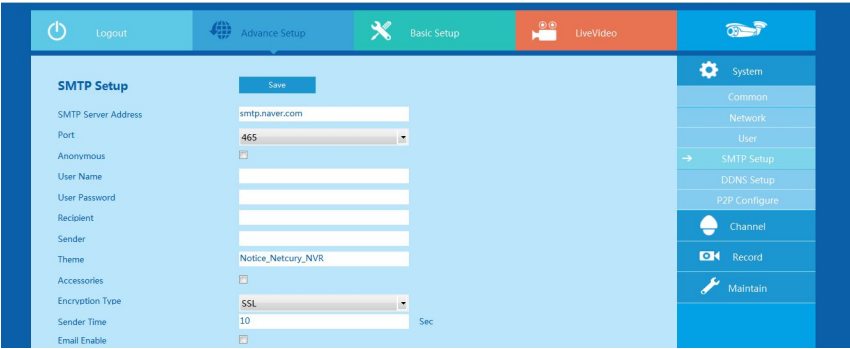 Logout
Advance Setup
Basic Setup
LiveVideo
SMTP Setup
Save
SMTP Server Address
smtp.naver.com
Port
465
Anonymous
User Name
User Password
Recipient
Sender
Theme
Notice_Netcury_NVR
Accessories
Encryption Type
SSL
Sender Time
10
Sec
Email Enable
System
Common
Network
User
SMTP Setup
DDNS Setup
P2P Configure
Channel
Record
Maintain